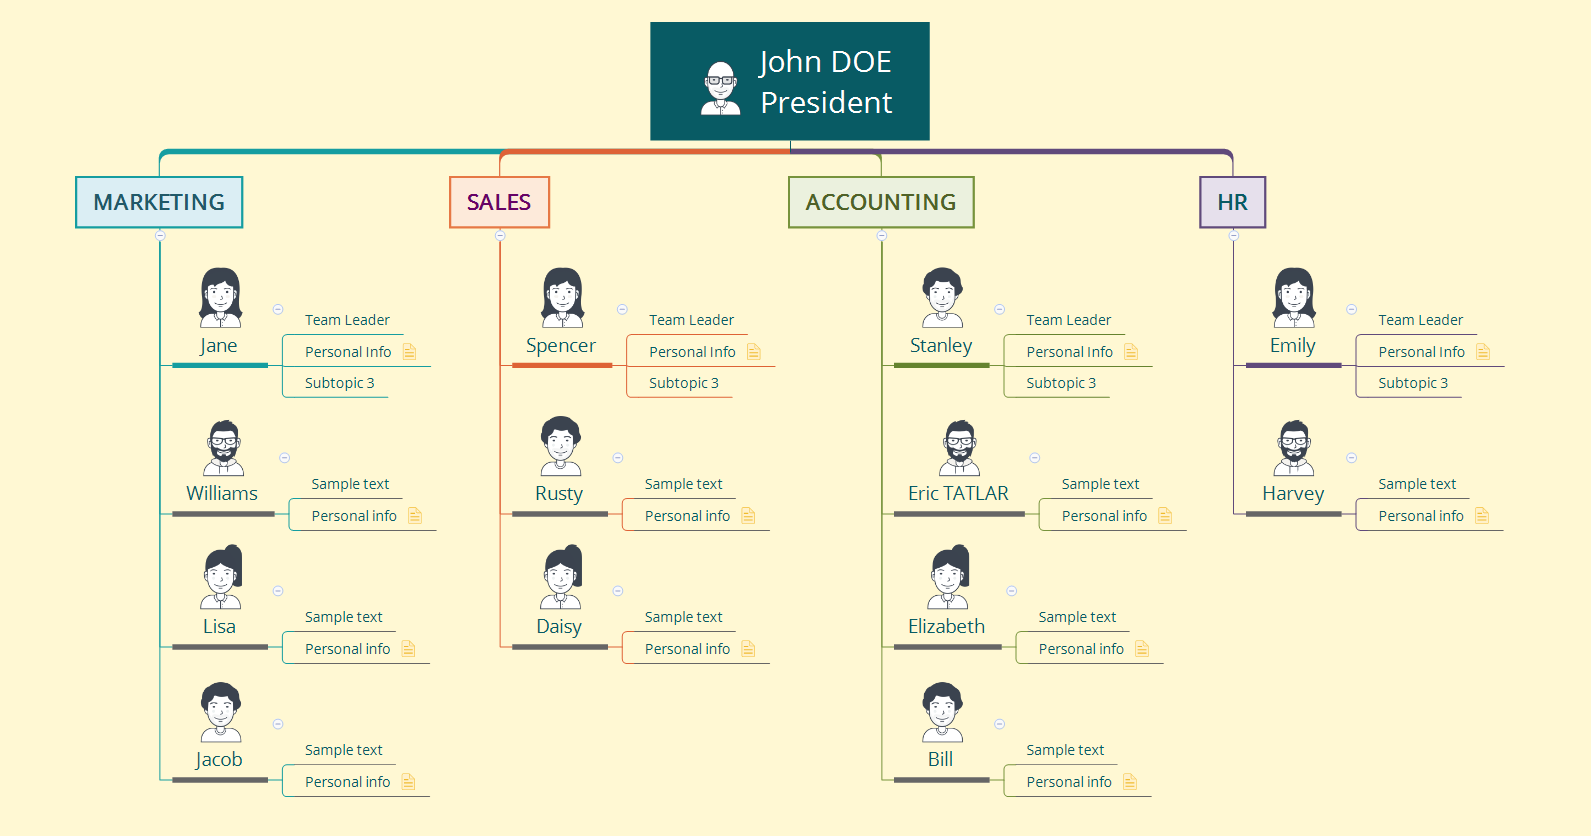 John DOE
President
MARKETING
Jane
Team Leader
Personal Info
Subtopic 3
Williams
Sample text
Personal info
Lisa
Sample text
Personal info
Jacob
Sample text
Personal info
SALES
Spencer
Team Leader
Personal Info
Subtopic 3
Rusty
Sample text
Personal info
Daisy
Sample text
Personal info
ACCOUNTING
Stanley
Team Leader
Personal Info
Subtopic 3
Eric TATLAR
Sample text
Personal info
Elizabeth
Sample text
Personal info
Bill
Sample text
Personal info
HR
Emily
Team Leader
Personal Info
Subtopic 3
Harvey
Sample text
Personal info